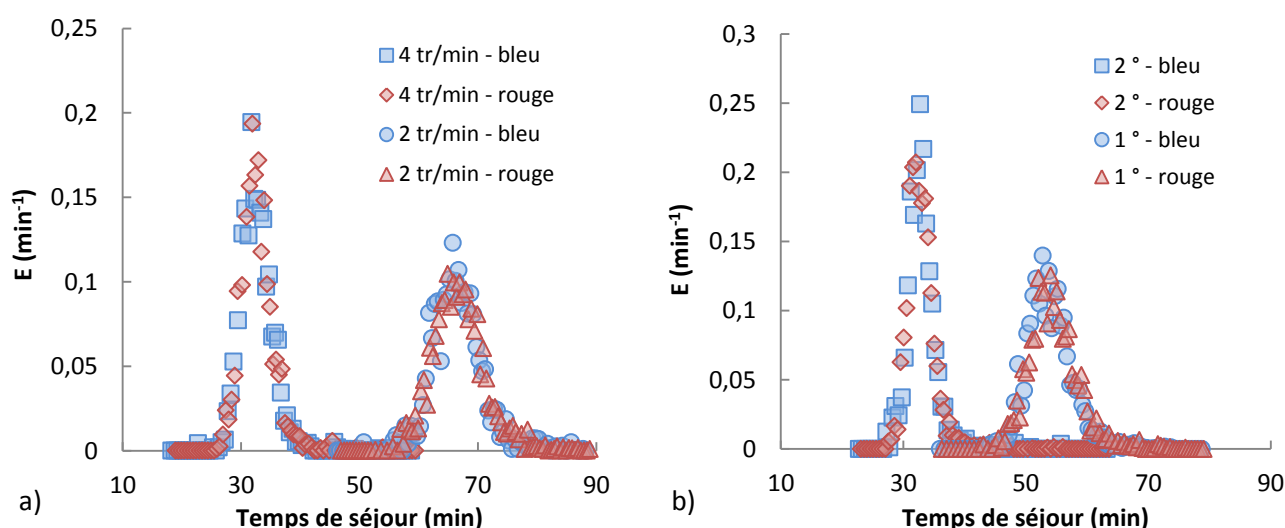 0,25
0,2
0,15
0,1
0,05
0
E (min-1)
4 tr/min - bleu
4 tr/min - rouge
2 tr/min - bleu
2 tr/min - rouge
10 30 50 70 90
Temps de séjour (min)
a)
0,3
0,25
0,2
0,15
0,1
0,05
0
E (min-1)
2 ° - bleu
2 ° - rouge
1 ° - bleu
1 ° - rouge
10 30 50 70 90
Temps de séjour (min)
b)